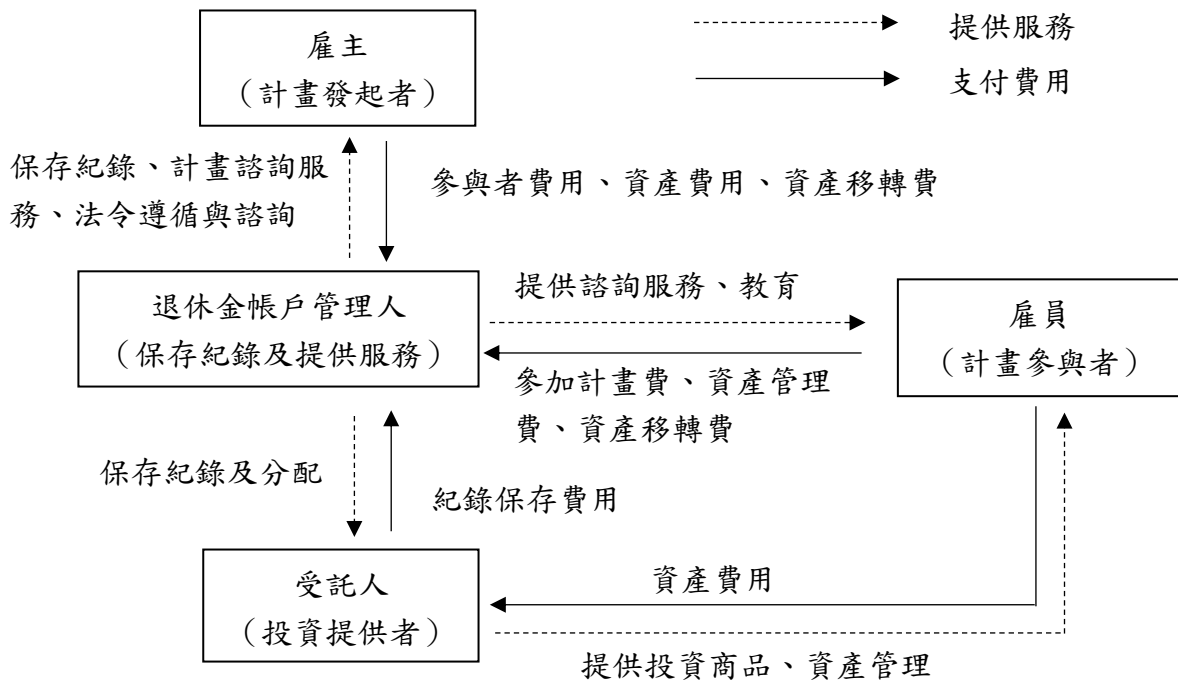 提供服務
支付費用
雇主
（計畫發起者）
保存紀錄、計畫諮詢服
務、法令遵循與諮詢
參與者費用、資產費用、資產移轉費
退休金帳戶管理人
（保存紀錄及提供服務）
提供諮詢服務、教育
參加計畫費、資產管理
費、資產移轉費
雇員
（計畫參與者）
保存紀錄及分配
紀錄保存費用
受託人
（投資提供者）
資產費用
提供投資商品、資產管理